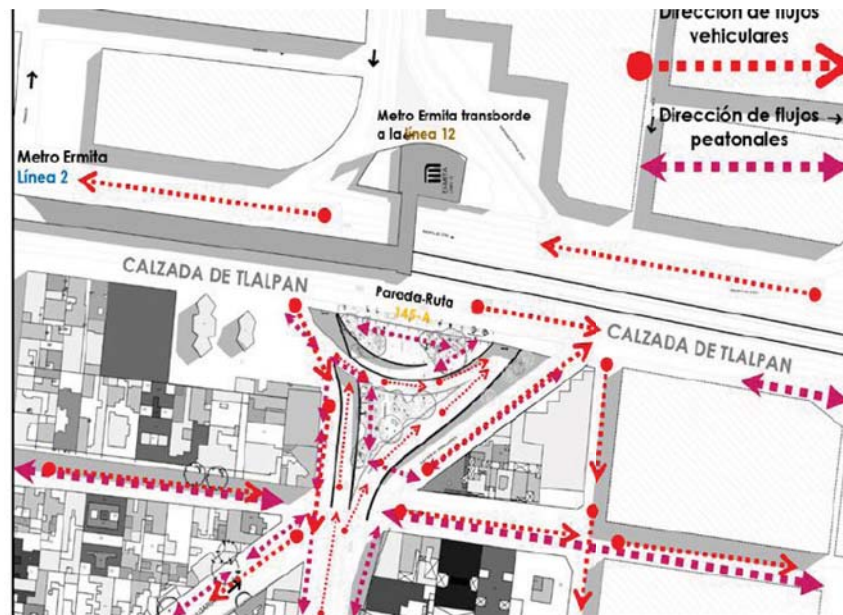 Dirección de flujos
vehiculares
Dirección de flujos
peatonales
Metro Ermita transborde
a la línea 12
Metro Ermita
Línea 2
CALZADA DE TLALPAN
Parada-Ruta
145-A
CALZADA DE TLALPAN